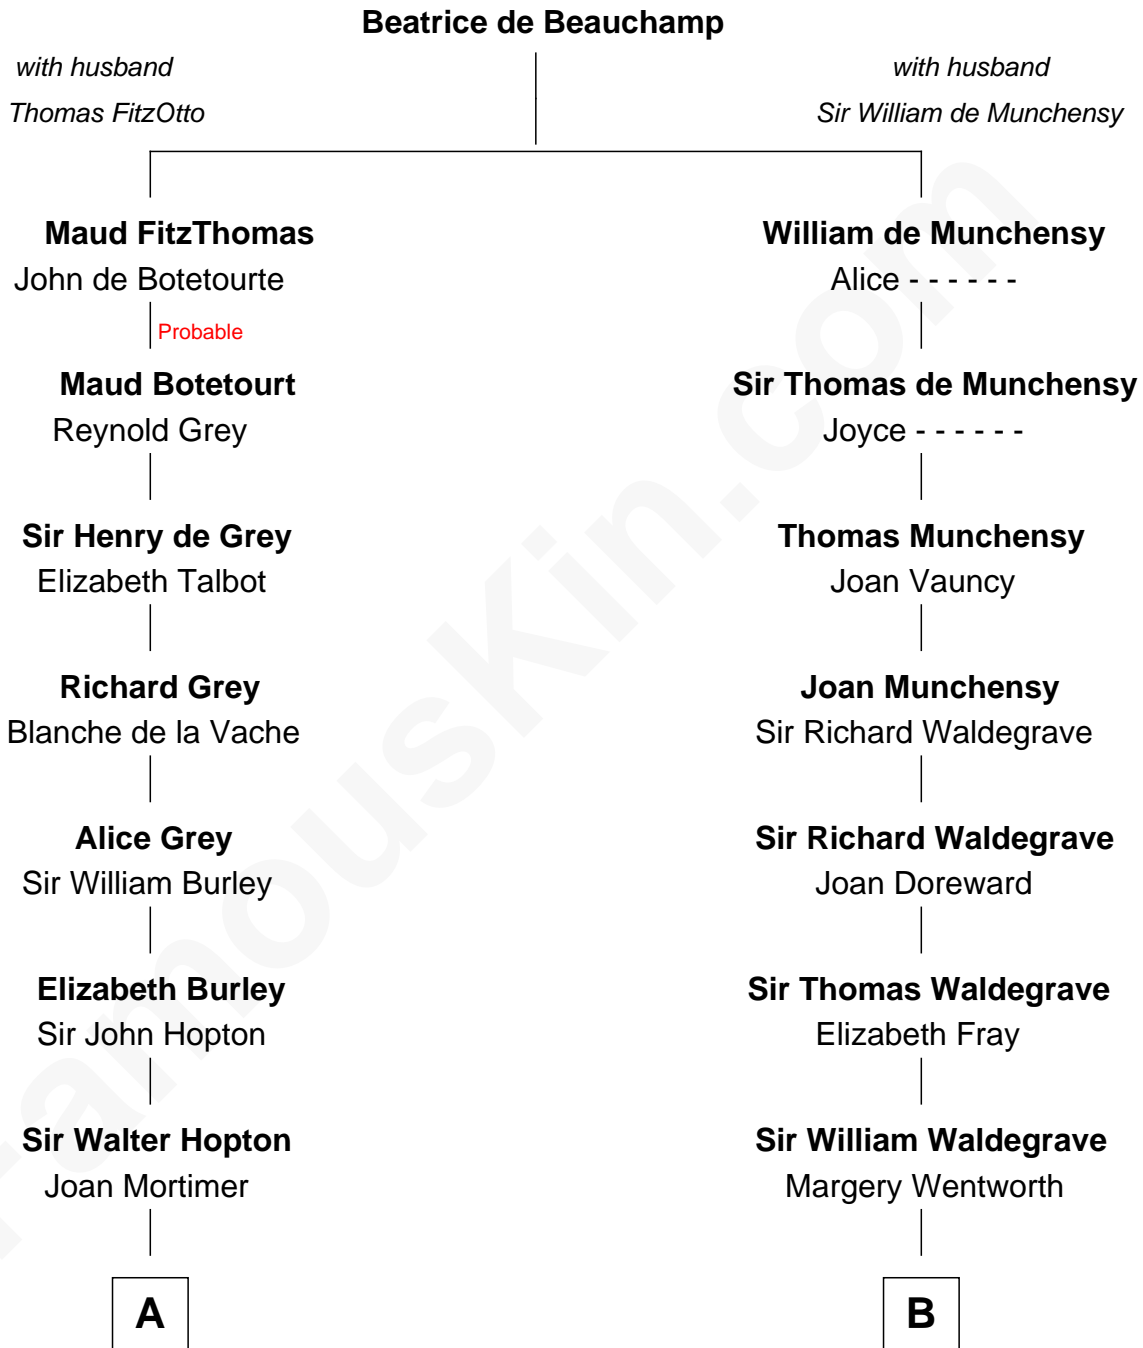 Beatrice de Beauchamp
with husband
Thomas FitzOtto
with husband
Sir William de Munchensy
Maud FitzThomas
John de Botetourte
Probable
Maud Botetourt
Reynold Grey
Sir Henry de Grey
Elizabeth Talbot
Richard Grey
Blanche de la Vache
Alice Grey
Sir William Burley
Elizabeth Burley
Sir John Hopton
Sir Walter Hopton
Joan Mortimer
A
William de Munchensy
Alice - - - - - -
Sir Thomas de Munchensy
Joyce - - - - - -
Thomas Munchensy
Joan Vauncy
Joan Munchensy
Sir Richard Waldegrave
Sir Richard Waldegrave
Joan Doreward
Sir Thomas Waldegrave
Elizabeth Fray
Sir William Waldegrave
Margery Wentworth
B
FamousKin.com